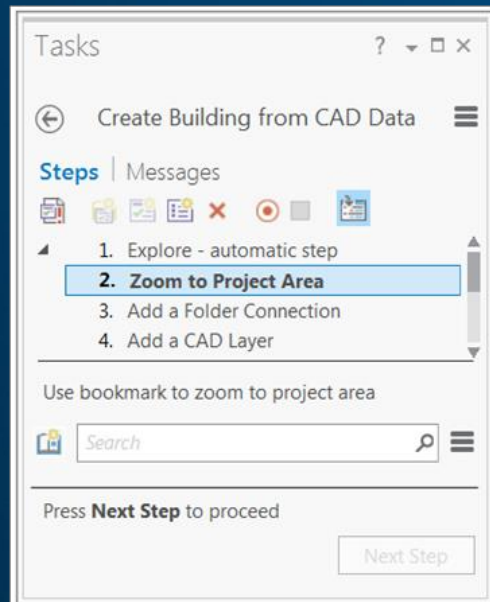 Tasks ?
Create Building from CAD Data
Steps | Messages
1. Explore - automatic step
2. Zoom to Project Area
3. Add a Folder Connection
4. Add a CAD Layer
Use bookmark to zoom to project area
Search
Press Next Step to proceed
Next Step